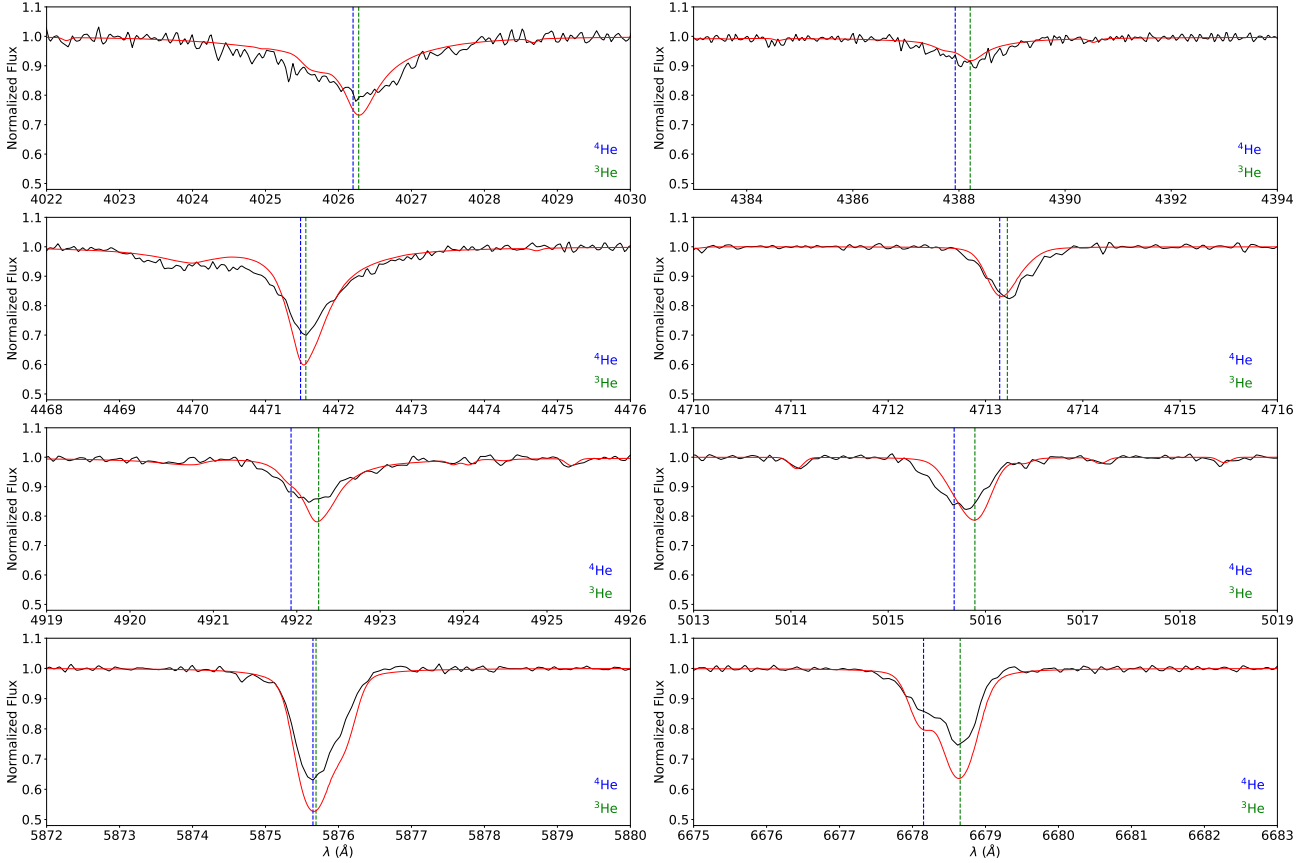 Normalized Flux
1.1
1.0
0.9
0.8
0.7
0.6
0.5
⁴He
³He
4022 4023 4024 4025 4026 4027 4028 4029 4030
Normalized Flux
1.1
1.0
0.9
0.8
0.7
0.6
0.5
⁴He
³He
4384 4386 4388 4390 4392 4394
Normalized Flux
1.1
1.0
0.9
0.8
0.7
0.6
0.5
⁴He
³He
4468 4469 4470 4471 4472 4473 4474 4475 4476
Normalized Flux
1.1
1.0
0.9
0.8
0.7
0.6
0.5
⁴He
³He
4710 4711 4712 4713 4714 4715 4716
Normalized Flux
1.1
1.0
0.9
0.8
0.7
0.6
0.5
⁴He
³He
4919 4920 4921 4922 4923 4924 4925 4926
Normalized Flux
1.1
1.0
0.9
0.8
0.7
0.6
0.5
⁴He
³He
5013 5014 5015 5016 5017 5018 5019
Normalized Flux
1.1
1.0
0.9
0.8
0.7
0.6
0.5
⁴He
³He
5872 5873 5874 5875 5876 5877 5878 5879 5880
λ (Å)
Normalized Flux
1.1
1.0
0.9
0.8
0.7
0.6
0.5
⁴He
³He
6675 6676 6677 6678 6679 6680 6681 6682 6683
λ (Å)